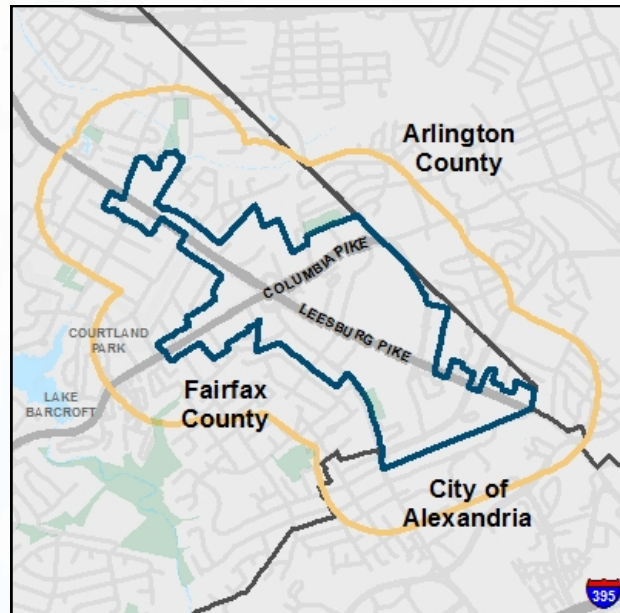 Arlington
County
COLUMBIA PIKE
LEESBURG PIKE
COURTLAND
PARK
LAKE
BARCROFT
Fairfax
County
City of
Alexandria
395